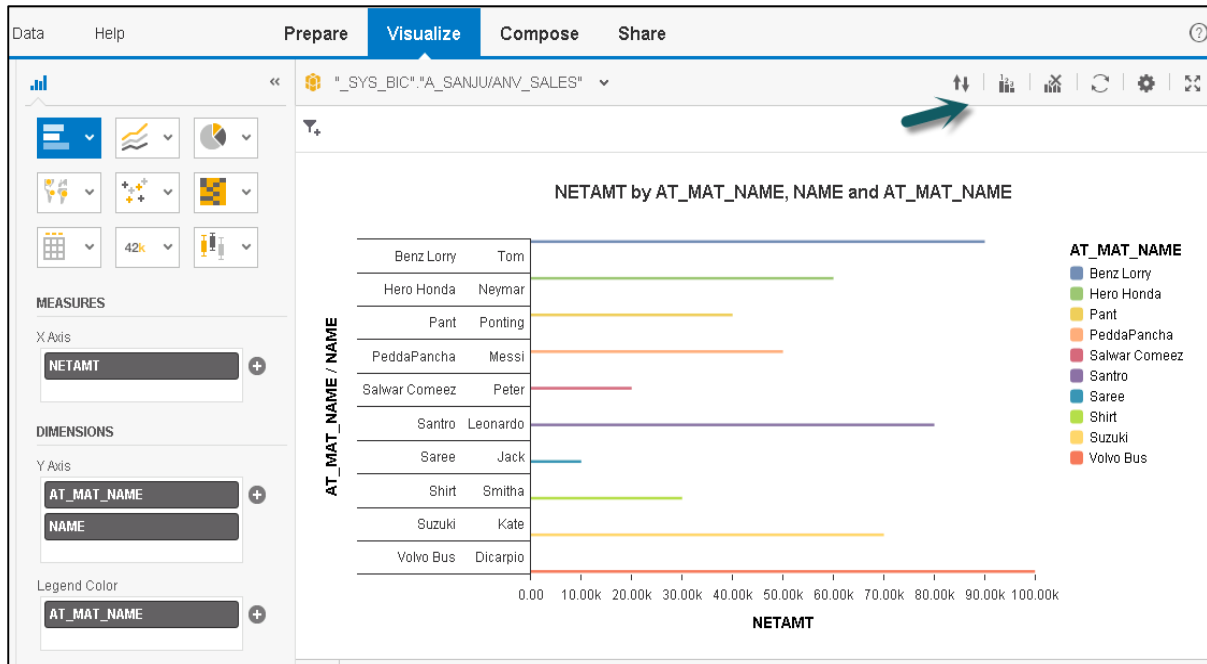 Data Help Prepare Visualize Compose Share ?
"_SYS_BIC"."A_SANJU/ANV_SALES"
42k
MEASURES
X Axis
NETAMT
DIMENSIONS
Y Axis
AT_MAT_NAME
NAME
Legend Color
AT_MAT_NAME
NETAMT by AT_MAT_NAME, NAME and AT_MAT_NAME
AT_MAT_NAME / NAME
Benz Lorry Tom
Hero Honda Neymar
Pant Ponting
PeddaPancha Messi
Salwar Comeez Peter
Santro Leonardo
Saree Jack
Shirt Smitha
Suzuki Kate
Volvo Bus Dicarpio
0.00 10.00k 20.00k 30.00k 40.00k 50.00k 60.00k 70.00k 80.00k 90.00k 100.00k
NETAMT
AT_MAT_NAME
Benz Lorry
Hero Honda
Pant
PeddaPancha
Salwar Comeez
Santro
Saree
Shirt
Suzuki
Volvo Bus